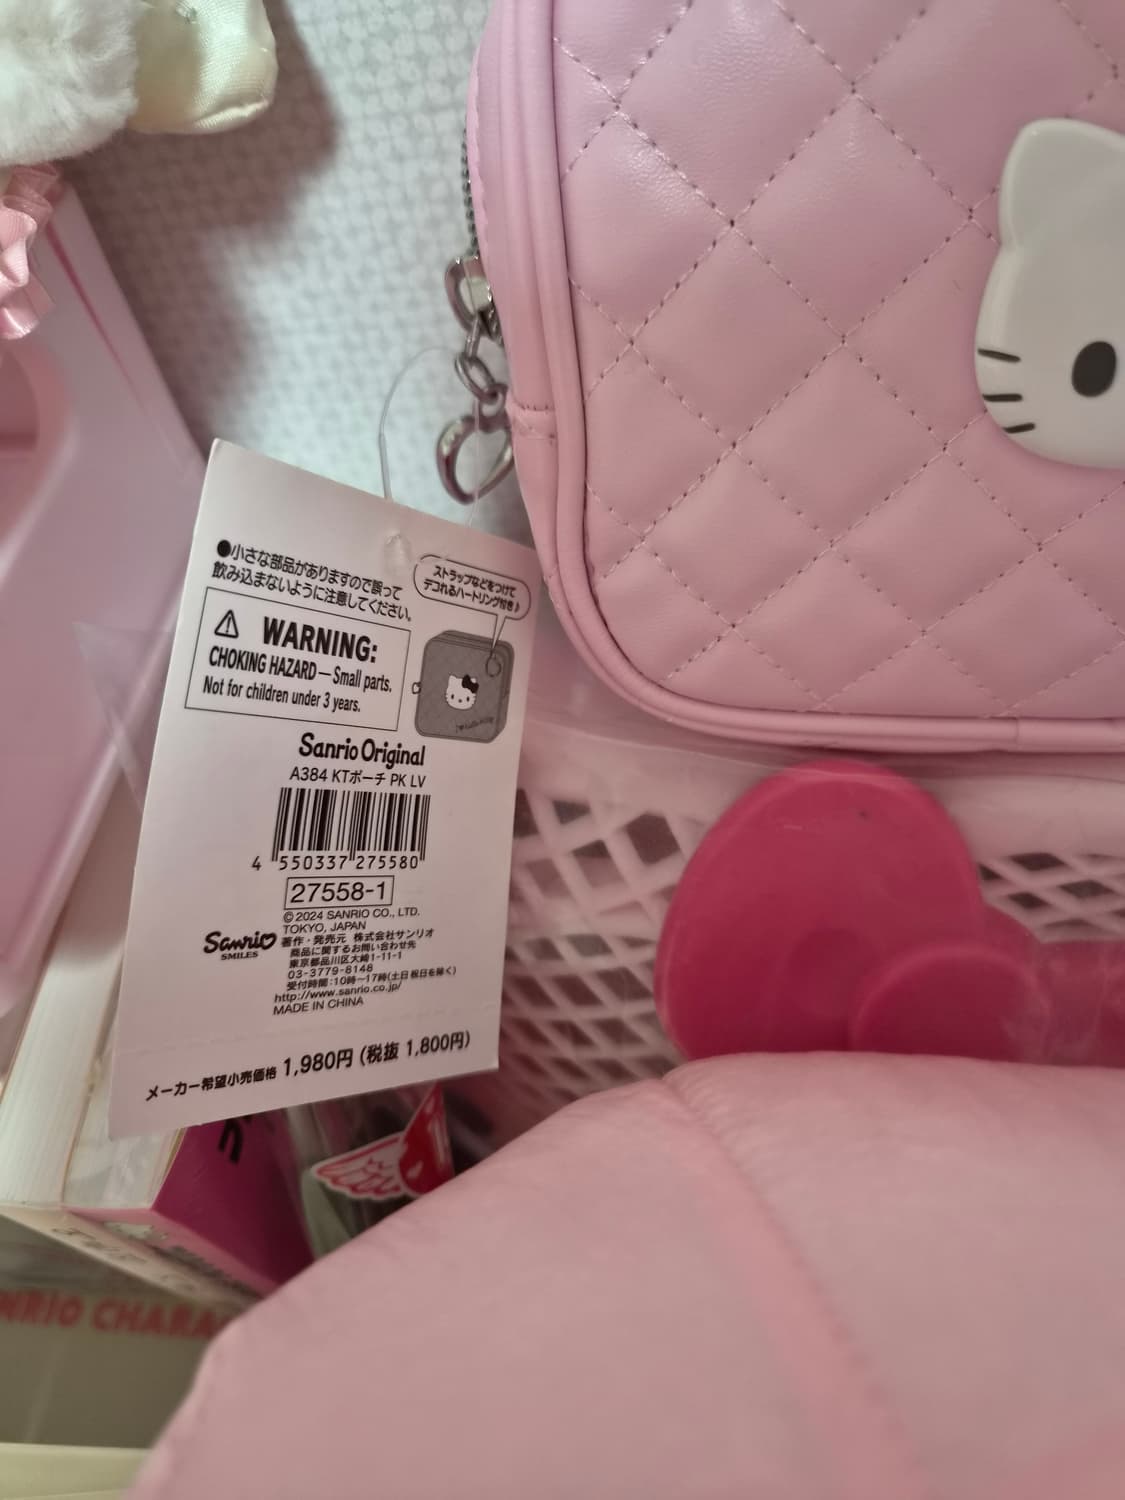 ●小さな部品がありますので誤って
飲み込まないように注意してください。
ストラップなどをつけて
デコれるハートリング付き♪
⚠ WARNING:
CHOKING HAZARD — Small parts.
Not for children under 3 years.
Sanrio Original
A384 KTポーチ PK LV
4 550337 275580
27558-1
© 2024 SANRIO CO., LTD.
TOKYO, JAPAN
Sanrio
SMILES
著作・発売元 株式会社サンリオ
商品に関するお問い合わせ先
東京都品川区大崎1-11-1
03-3779-8148
受付時間:10時～17時(土日祝日を除く)
http://www.sanrio.co.jp/
MADE IN CHINA
メーカー希望小売価格 1,980円 (税抜 1,800円)